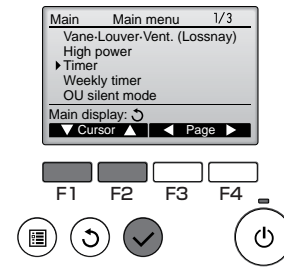 Main Main menu 1/3
Vane·Louver·Vent. (Lossnay)
High power
Timer
Weekly timer
OU silent mode
Main display:
Cursor Page
F1 F2 F3 F4